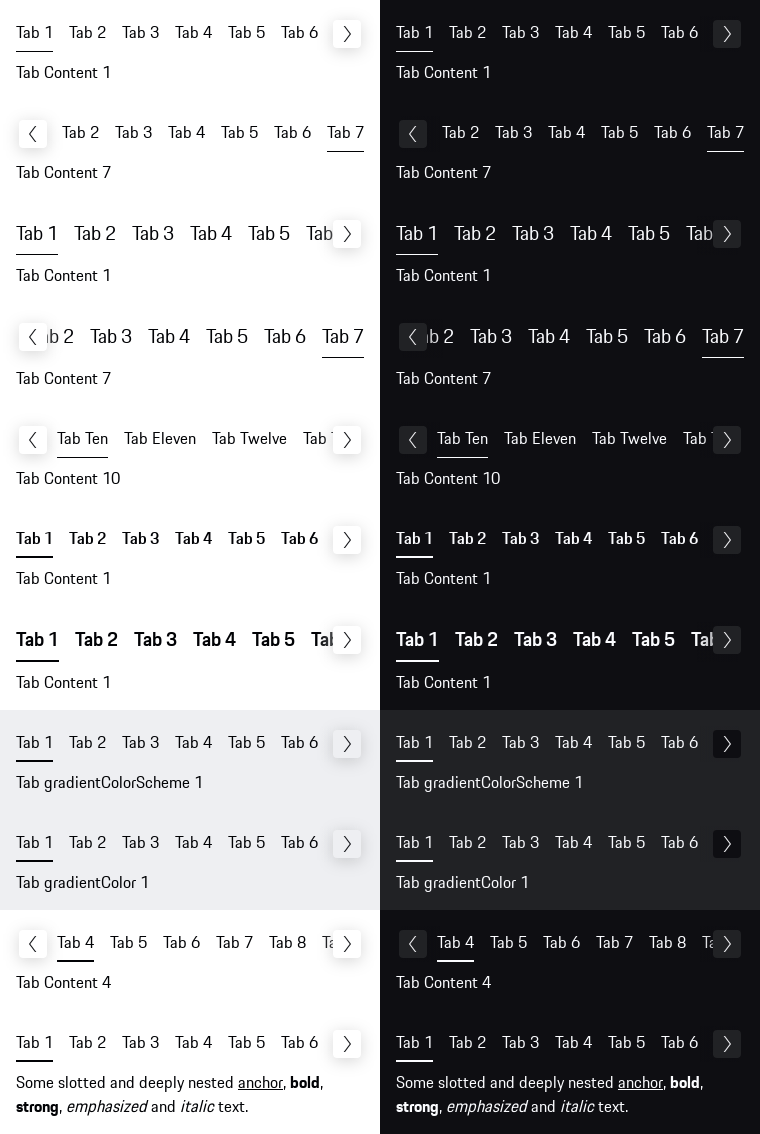 Tab 1 Tab 2 Tab 3 Tab 4 Tab 5 Tab 6
Tab Content 1
Tab 2 Tab 3 Tab 4 Tab 5 Tab 6 Tab 7
Tab Content 7
Tab 1 Tab 2 Tab 3 Tab 4 Tab 5 Tab
Tab Content 1
2 Tab 3 Tab 4 Tab 5 Tab 6 Tab 7
Tab Content 7
Tab Ten Tab Eleven Tab Twelve Tab
Tab Content 10
Tab 1 Tab 2 Tab 3 Tab 4 Tab 5 Tab 6
Tab Content 1
Tab 1 Tab 2 Tab 3 Tab 4 Tab 5
Tab Content 1
Tab 1 Tab 2 Tab 3 Tab 4 Tab 5 Tab 6
Tab gradientColorScheme 1
Tab 1 Tab 2 Tab 3 Tab 4 Tab 5 Tab 6
Tab gradientColor 1
Tab 4 Tab 5 Tab 6 Tab 7 Tab 8
Tab Content 4
Tab 1 Tab 2 Tab 3 Tab 4 Tab 5 Tab 6
Some slotted and deeply nested anchor, bold,
strong, emphasized and italic text.
Tab 1 Tab 2 Tab 3 Tab 4 Tab 5 Tab 6
Tab Content 1
Tab 2 Tab 3 Tab 4 Tab 5 Tab 6 Tab 7
Tab Content 7
Tab 1 Tab 2 Tab 3 Tab 4 Tab 5 Tab
Tab Content 1
2 Tab 3 Tab 4 Tab 5 Tab 6 Tab 7
Tab Content 7
Tab Ten Tab Eleven Tab Twelve Tab
Tab Content 10
Tab 1 Tab 2 Tab 3 Tab 4 Tab 5 Tab 6
Tab Content 1
Tab 1 Tab 2 Tab 3 Tab 4 Tab 5
Tab Content 1
Tab 1 Tab 2 Tab 3 Tab 4 Tab 5 Tab 6
Tab gradientColorScheme 1
Tab 1 Tab 2 Tab 3 Tab 4 Tab 5 Tab 6
Tab gradientColor 1
Tab 4 Tab 5 Tab 6 Tab 7 Tab 8
Tab Content 4
Tab 1 Tab 2 Tab 3 Tab 4 Tab 5 Tab 6
Some slotted and deeply nested anchor, bold,
strong, emphasized and italic text.